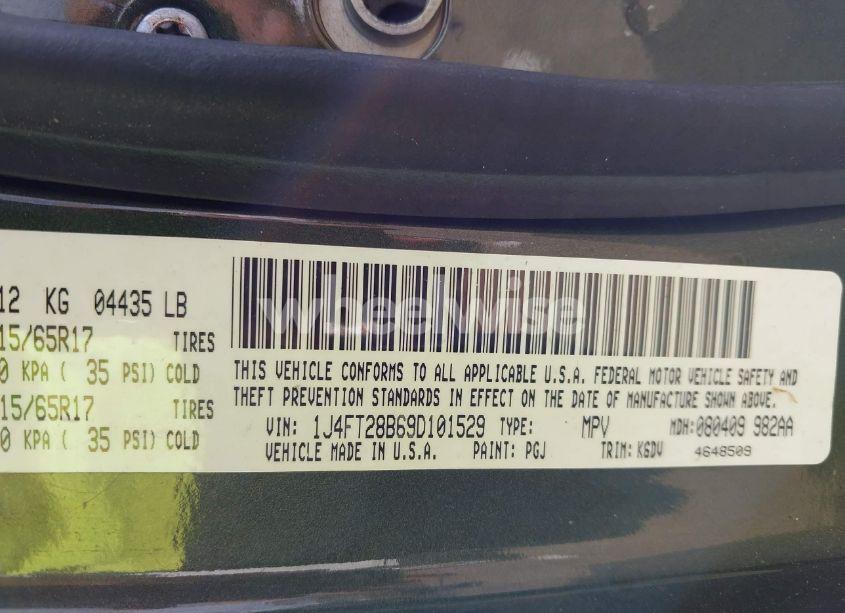 12 KG 04435 LB
15/65R17 TIRES
0 KPA ( 35 PSI) COLD
15/65R17 TIRES
0 KPA ( 35 PSI) COLD
wheelwise
THIS VEHICLE CONFORMS TO ALL APPLICABLE U.S.A. FEDERAL MOTOR VEHICLE SAFETY AND
THEFT PREVENTION STANDARDS IN EFFECT ON THE DATE OF MANUFACTURE SHOWN ABOVE.
VIN: 1J4FT28B69D101529 TYPE: MPV MDH: 080409 982AA
VEHICLE MADE IN U.S.A. PAINT: PGJ TRIM: K6DV 4648509